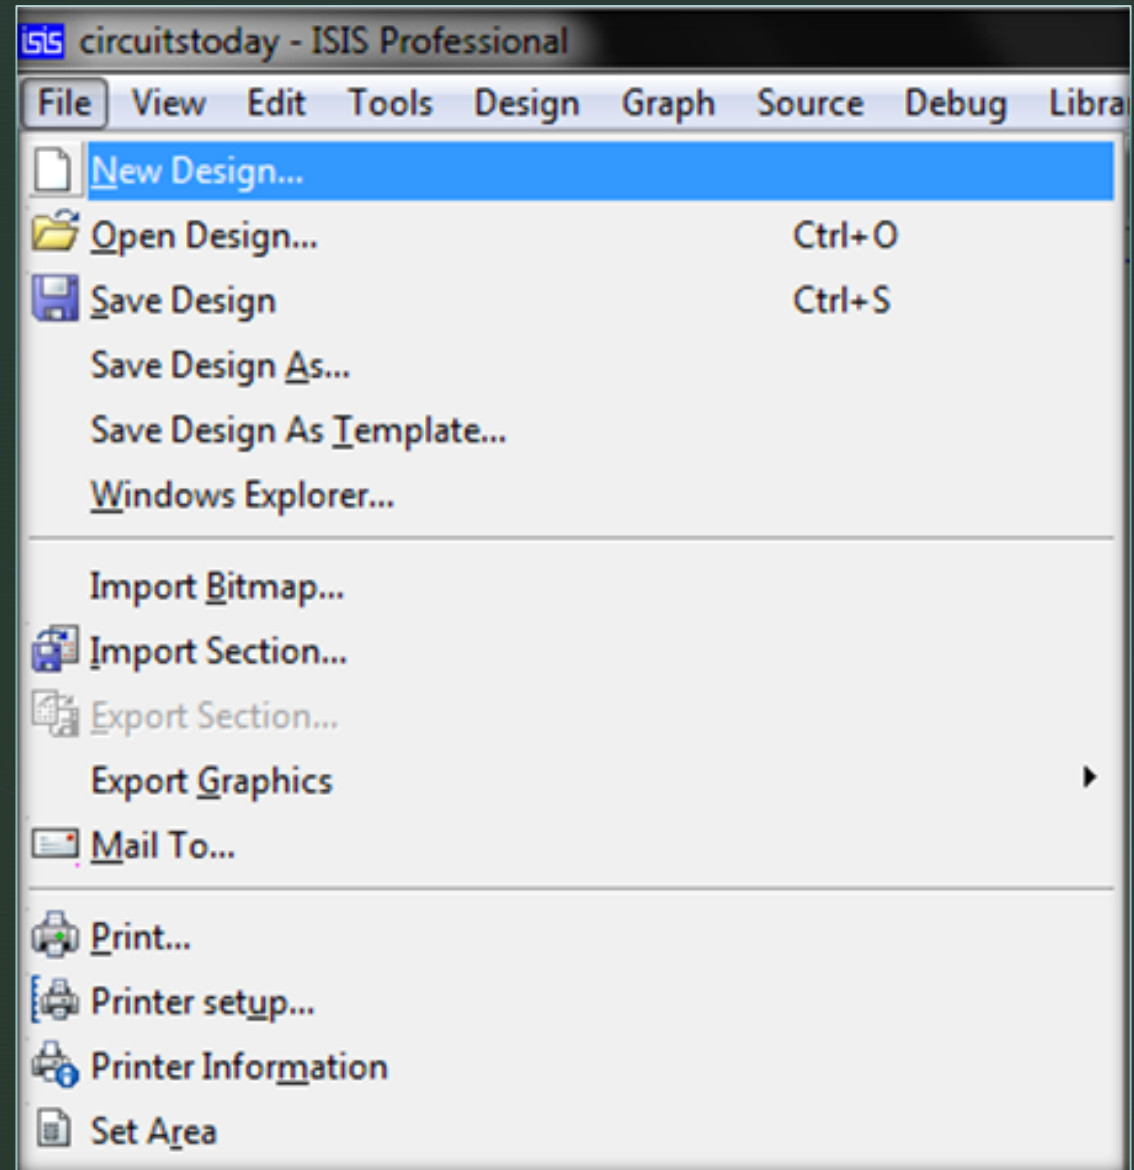 isis circuitstoday - ISIS Professional
File View Edit Tools Design Graph Source Debug Libra
New Design...
Open Design... Ctrl+O
Save Design Ctrl+S
Save Design As...
Save Design As Template...
Windows Explorer...
Import Bitmap...
Import Section...
Export Section...
Export Graphics
Mail To...
Print...
Printer setup...
Printer Information
Set Area